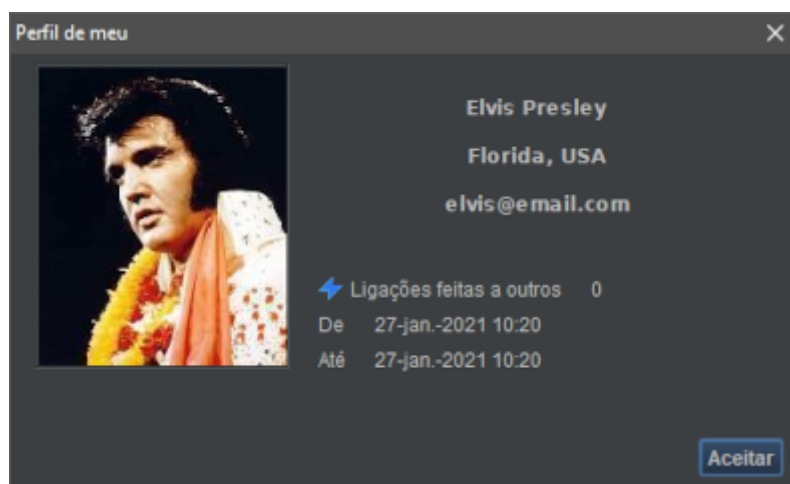 Perfil de meu
Elvis Presley
Florida, USA
elvis@email.com
Ligações feitas a outros 0
De 27-jan.-2021 10:20
Até 27-jan.-2021 10:20
Aceitar